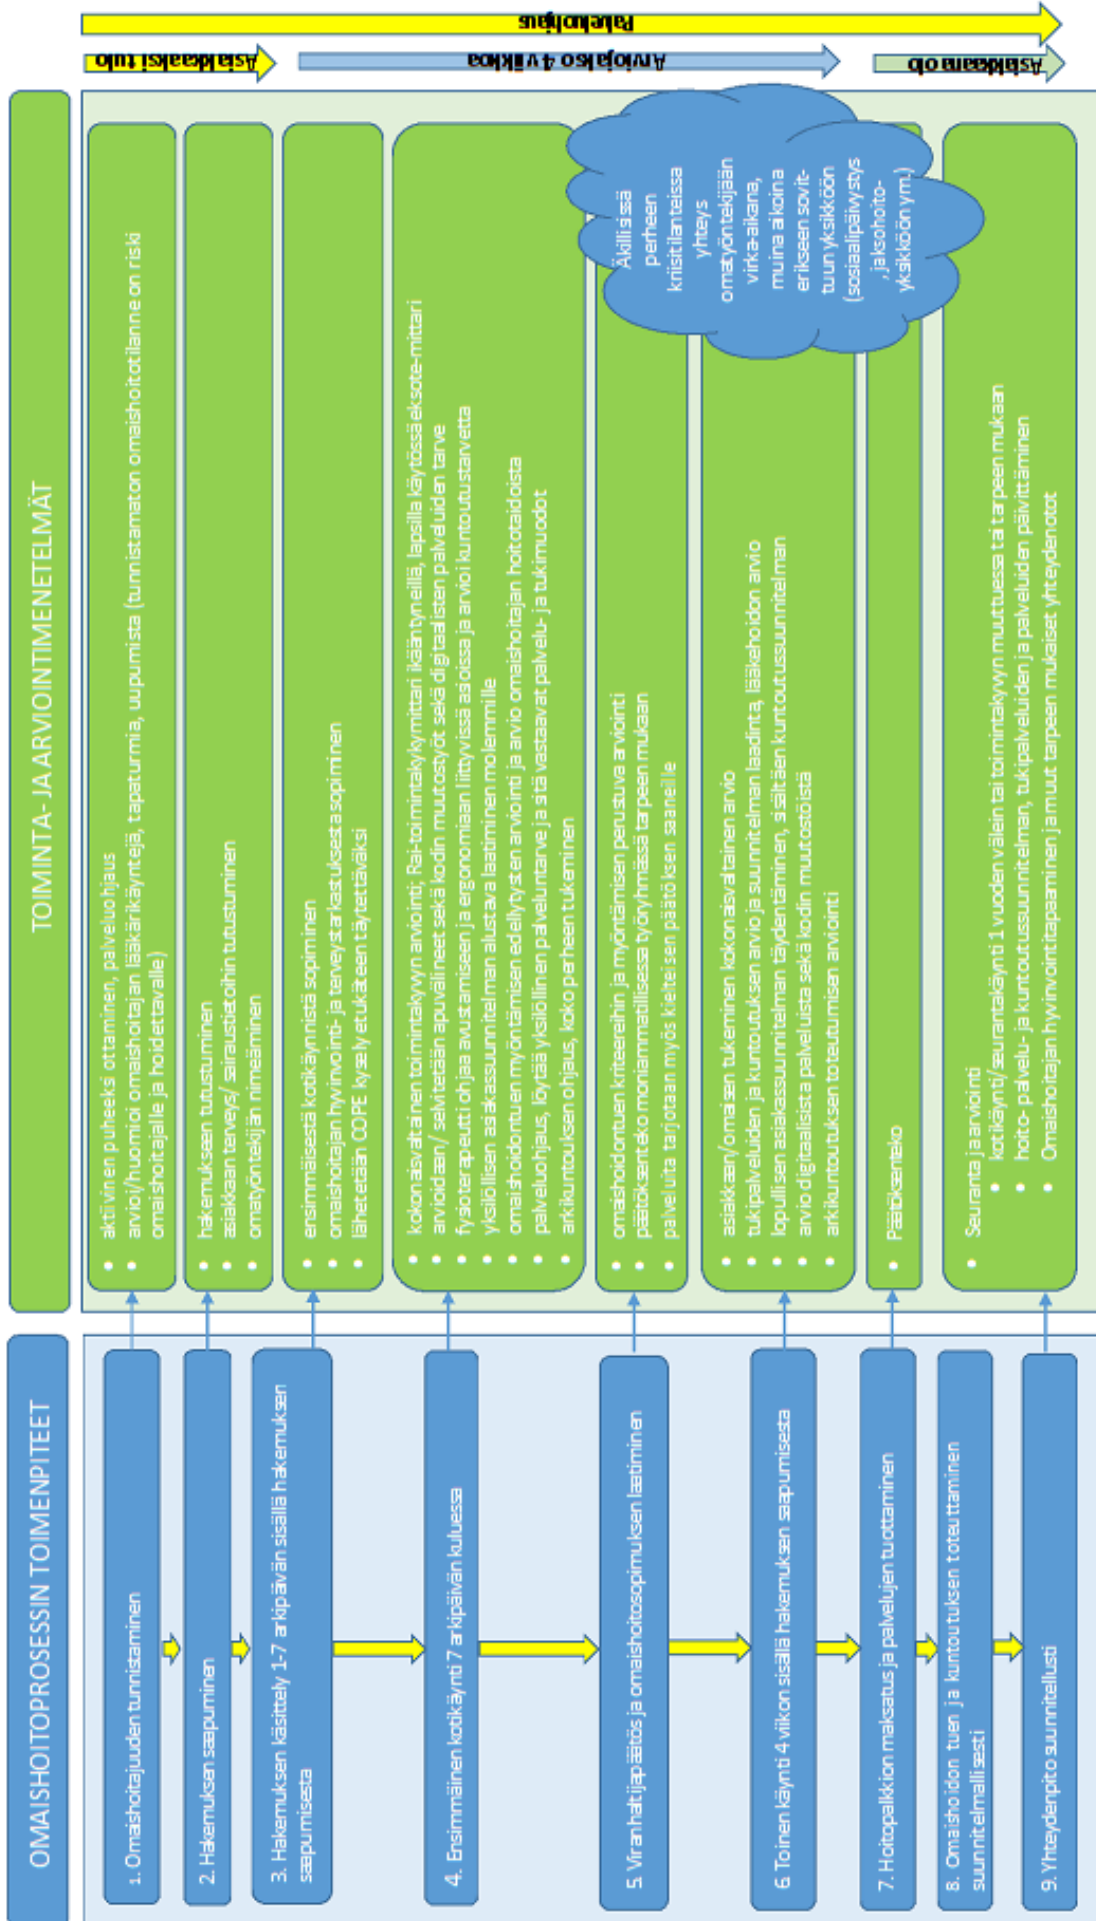 OMAISHOITOPROSESSIN TOIMENPITEET
1. Omaishoitajuuden tunnistaminen
2. Hakemuksen saapuminen
3. Hakemuksen käsittely 1-7 arkipäivän sisällä hakemuksen
saapumisesta
4. Ensimmäinen kotikäynti 7 arkipäivän kuluessa
5. Viranhaltijapäätös ja omaishoitosopimuksen laatiminen
6. Toinen käynti 4 viikon sisällä hakemuksen saapumisesta
7. Hoitopalkkion maksatus ja palvelujen tuottaminen
8. Omaishoidon tuen ja kuntoutuksen toteuttaminen
suunnitelmallisesti
9. Yhteydenpito suunnitellusti
TOIMINTA- JA ARVIOINTIMENETELMÄT
• aktiivinen puheeksi ottaminen, palveluohjaus
• arvioi/huomioi omaishoitajan lääkärikäyntejä, tapaturmia, uupumista (tunnistamaton omaishoitotilanne on riski
omaishoitajalle ja hoidettavalle)
• hakemukseen tutustuminen
• asiakkaan terveys/ sairaustietoihin tutustuminen
• omatyöntekijän nimeäminen
• ensimmäisestä kotikäynnistä sopiminen
• omaishoitajan hyvinvointi- ja terveystarkastuksesta sopiminen
• lähetetään COPE kysely etukäteen täytettäväksi
• kokonaisvaltainen toimintakyvyn arviointi; Rai-toimintakykymittari ikääntyneillä, lapsilla käytössä eksote-mittari
• arvioidaan/ selvitetään apuvälineet sekä kodin muutostyöt sekä digitaalisten palveluiden tarve
• fysioterapeutti ohjaa avustamiseen ja ergonomiaan liittyvissä asioissa ja arvioi kuntoutustarvetta
• yksilöllisen asiakassuunnitelman alustava laatiminen molemmille
• omaishoidontuen myöntämisen edellytysten arviointi ja arvio omaishoitajan hoitotaidoista
• palveluohjaus, löytää yksilöllinen palveluntarve ja sitä vastaavat palvelu- ja tukimuodot
• arkikuntouksen ohjaus, koko perheen tukeminen
• omaishoidontuen kriteereihin ja myöntämisen perustuva arviointi
• päätöksenteko moniammatillisessa työryhmässä tarpeen mukaan
• palveluita tarjotaan myös kielteisen päätöksen saaneille
• asiakkaan/omaisen tukeminen kokonaisvaltainen arvio
• tukipalveluiden ja kuntoutuksen arvio ja suunnitelman laadinta, lääkehoidon arvio
• lopullisen asiakassuunnitelman täydentäminen, sisältäen kuntoutussuunnitelman
• arvio digitaalisista palveluista sekä kodin muutostöistä
• arkikuntoutuksen toteutumisen arviointi
• Päätöksenteko
• Seuranta ja arviointi
• kotikäynti/seurantakäynti 1 vuoden välein tai toimintakyvyn muuttuessa tai tarpeen mukaan
• hoito- palvelu- ja kuntoutussuunnitelman, tukipalveluiden ja palveluiden päivittäminen
• Omaishoitajan hyvinvointitapaaminen ja muut tarpeen mukaiset yhteydenotot
Äkillisissä
perheen
kriisitilanteissa
yhteys
omatyöntekijään
virka-aikana,
muina aikoina
erikseen sovit-
tuun yksikköön
(sosiaalipäivystys
, jaksohoito-
yksikköön ym.)
Asiakkaaksi tulo
Arviojakso 4 viikkoa
Asiakkaana olo
Palveluohjaus